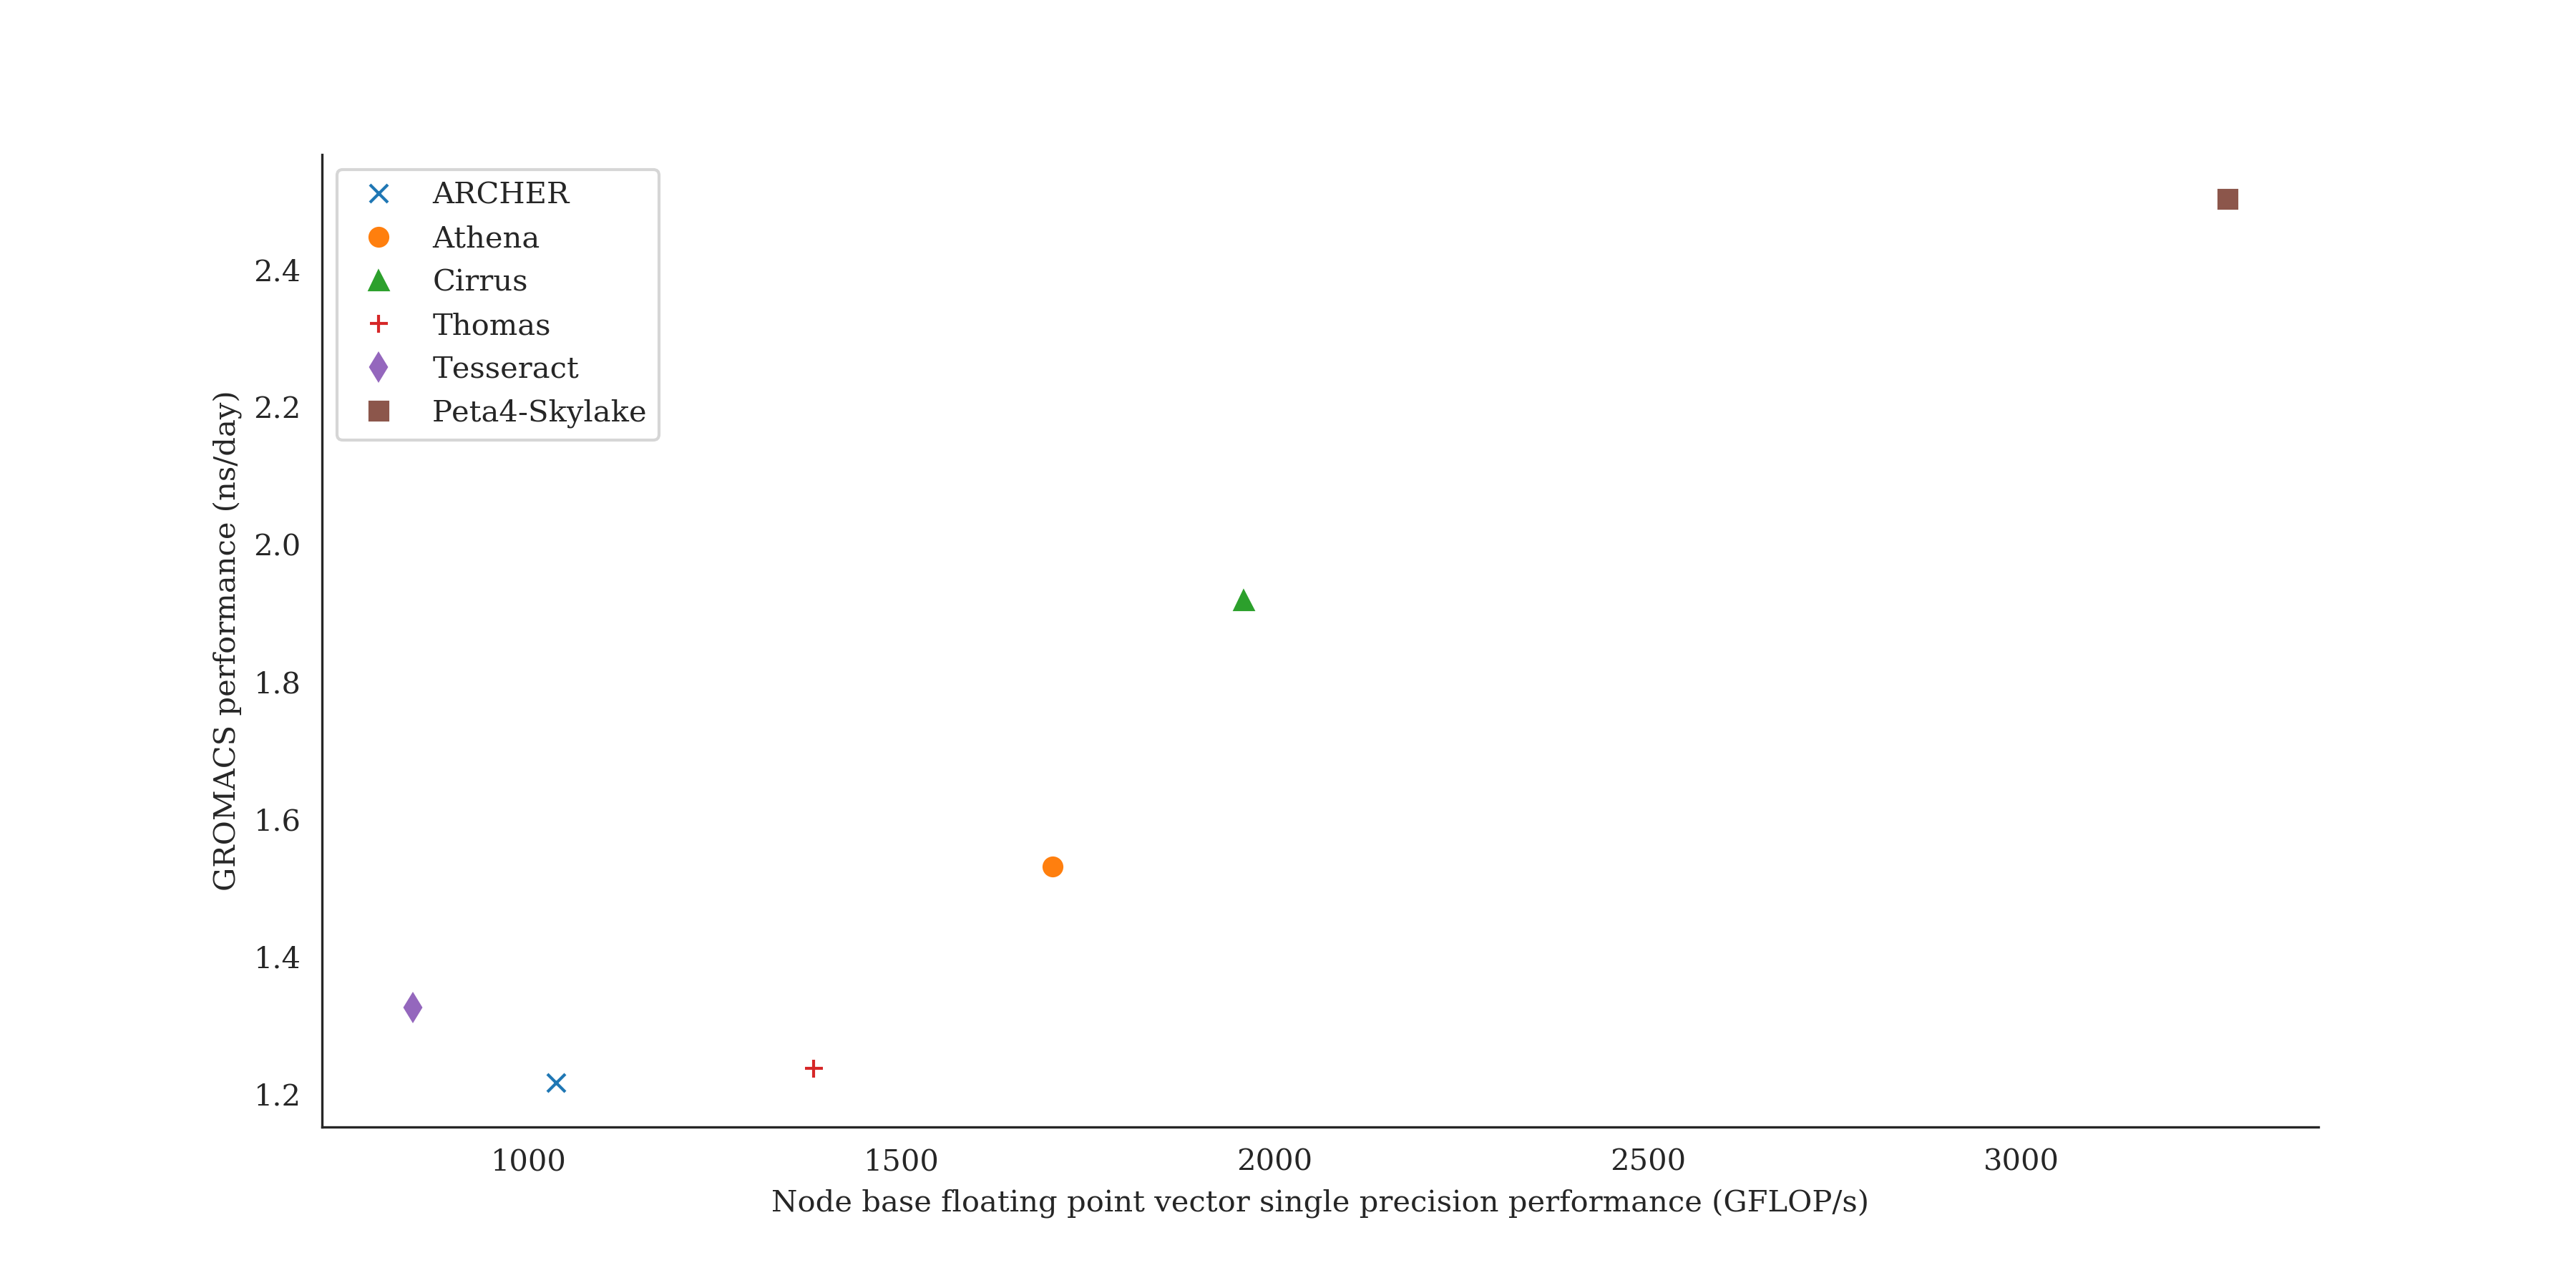 ARCHER
Athena
Cirrus
Thomas
Tesseract
Peta4-Skylake
GROMACS performance (ns/day)
2.4
2.2
2.0
1.8
1.6
1.4
1.2
1000 1500 2000 2500 3000
Node base floating point vector single precision performance (GFLOP/s)